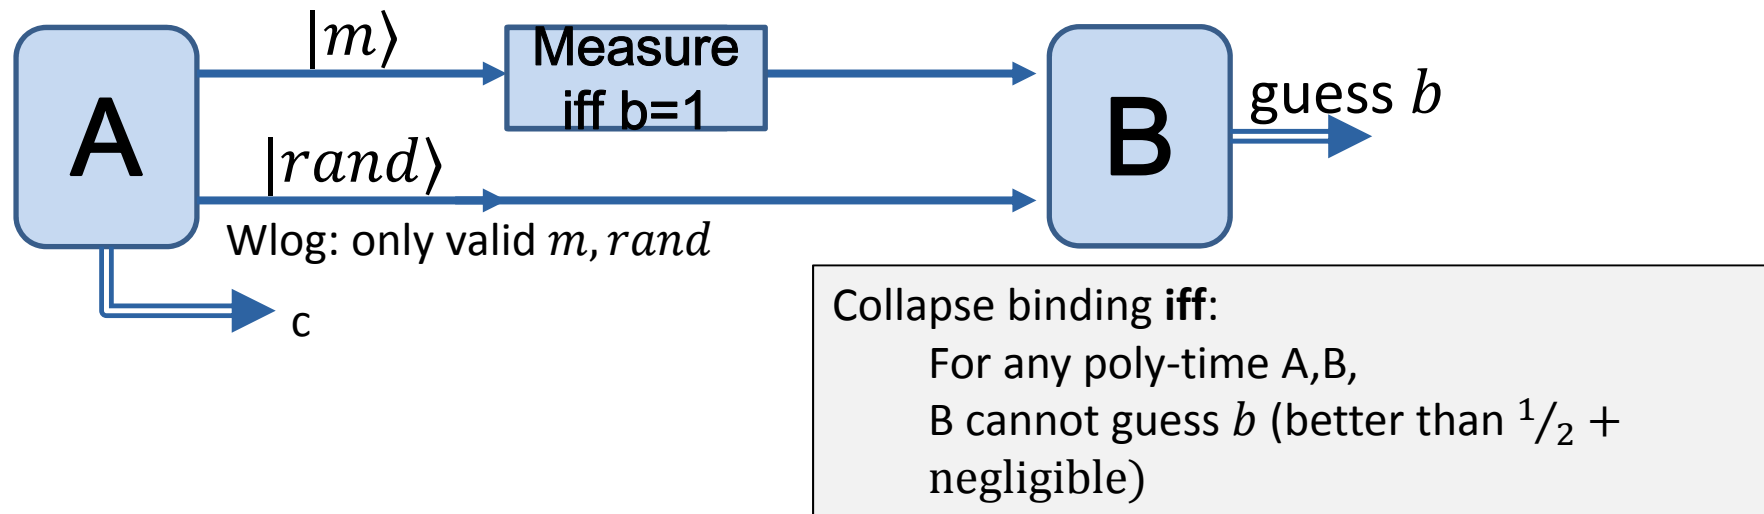 |m⟩
Measure
iff b=1
A
B
guess b
|rand⟩
Wlog: only valid m, rand
c
Collapse binding iff:
For any poly-time A,B,
B cannot guess b (better than 1/2 +
negligible)